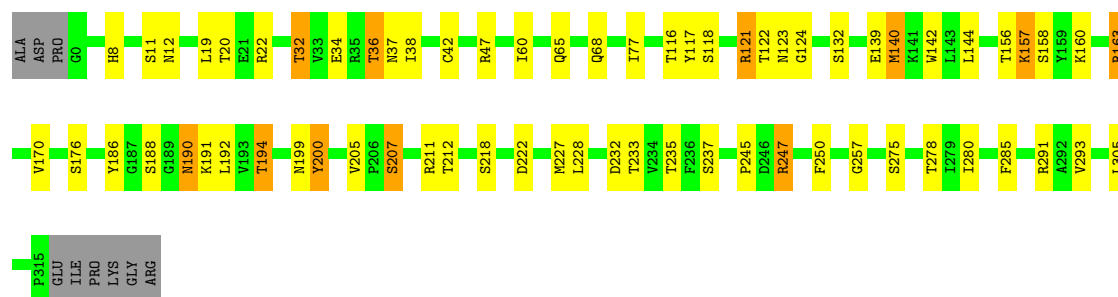 ALA ASP PRO G0 H8 S11 N12 L19 T20 E21 R22 T32 V33 E34 R35 T36 N37 I38 C42 R47 I60 Q65 Q68 I77 T116 Y117 S118 R121 T122 N123 G124 S132 E139 M140 K141 W142 L143 L144 T156 K157 S158 Y159 K160
V170 S176 Y186 G187 S188 G189 N190 K191 L192 V193 T194 N199 Y200 V205 P206 S207 R211 T212 S218 D222 M227 L228 D232 T233 V234 T235 F236 S237 P245 D246 R247 F250 G257 S275 T278 I279 I280 F285 R291 A292 V293
P315 GLU ILE PRO LYS GLY ARG